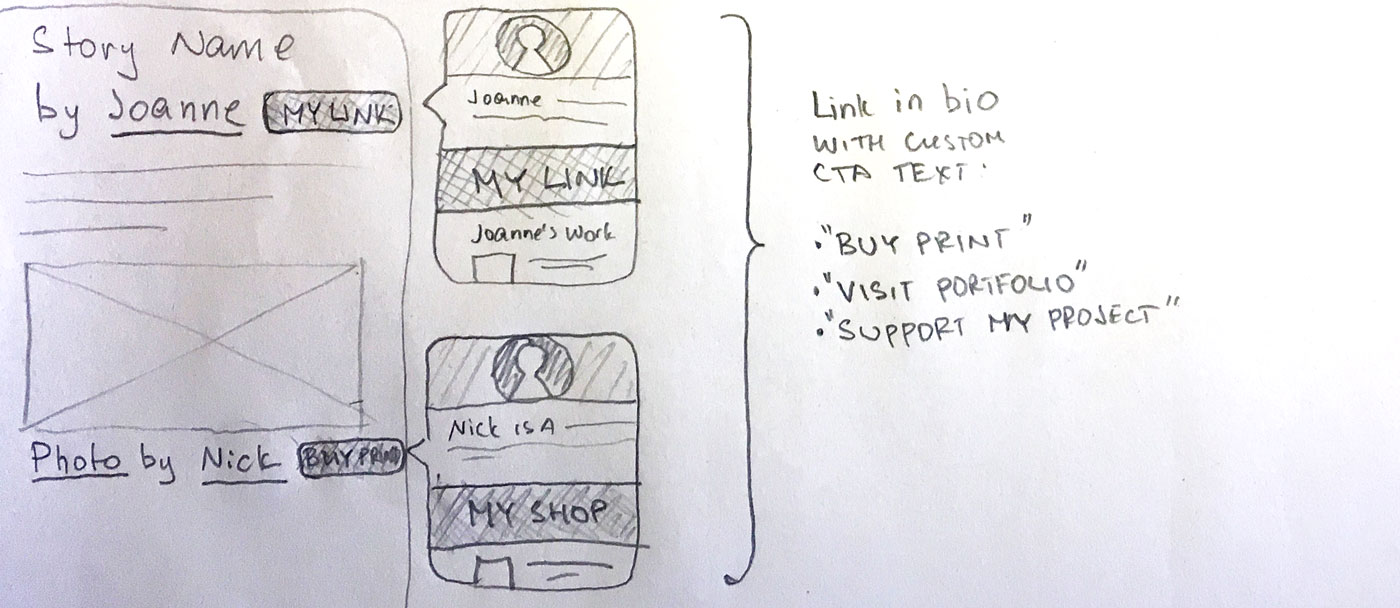 Story Name
by Joanne MY LINK
Photo by Nick BUY PRINT
Joanne
MY LINK
Joanne's Work
Nick is A
MY SHOP
Link in bio
WITH CUSTOM
CTA TEXT:
• "BUY PRINT"
• "VISIT PORTFOLIO"
• "SUPPORT MY PROJECT"